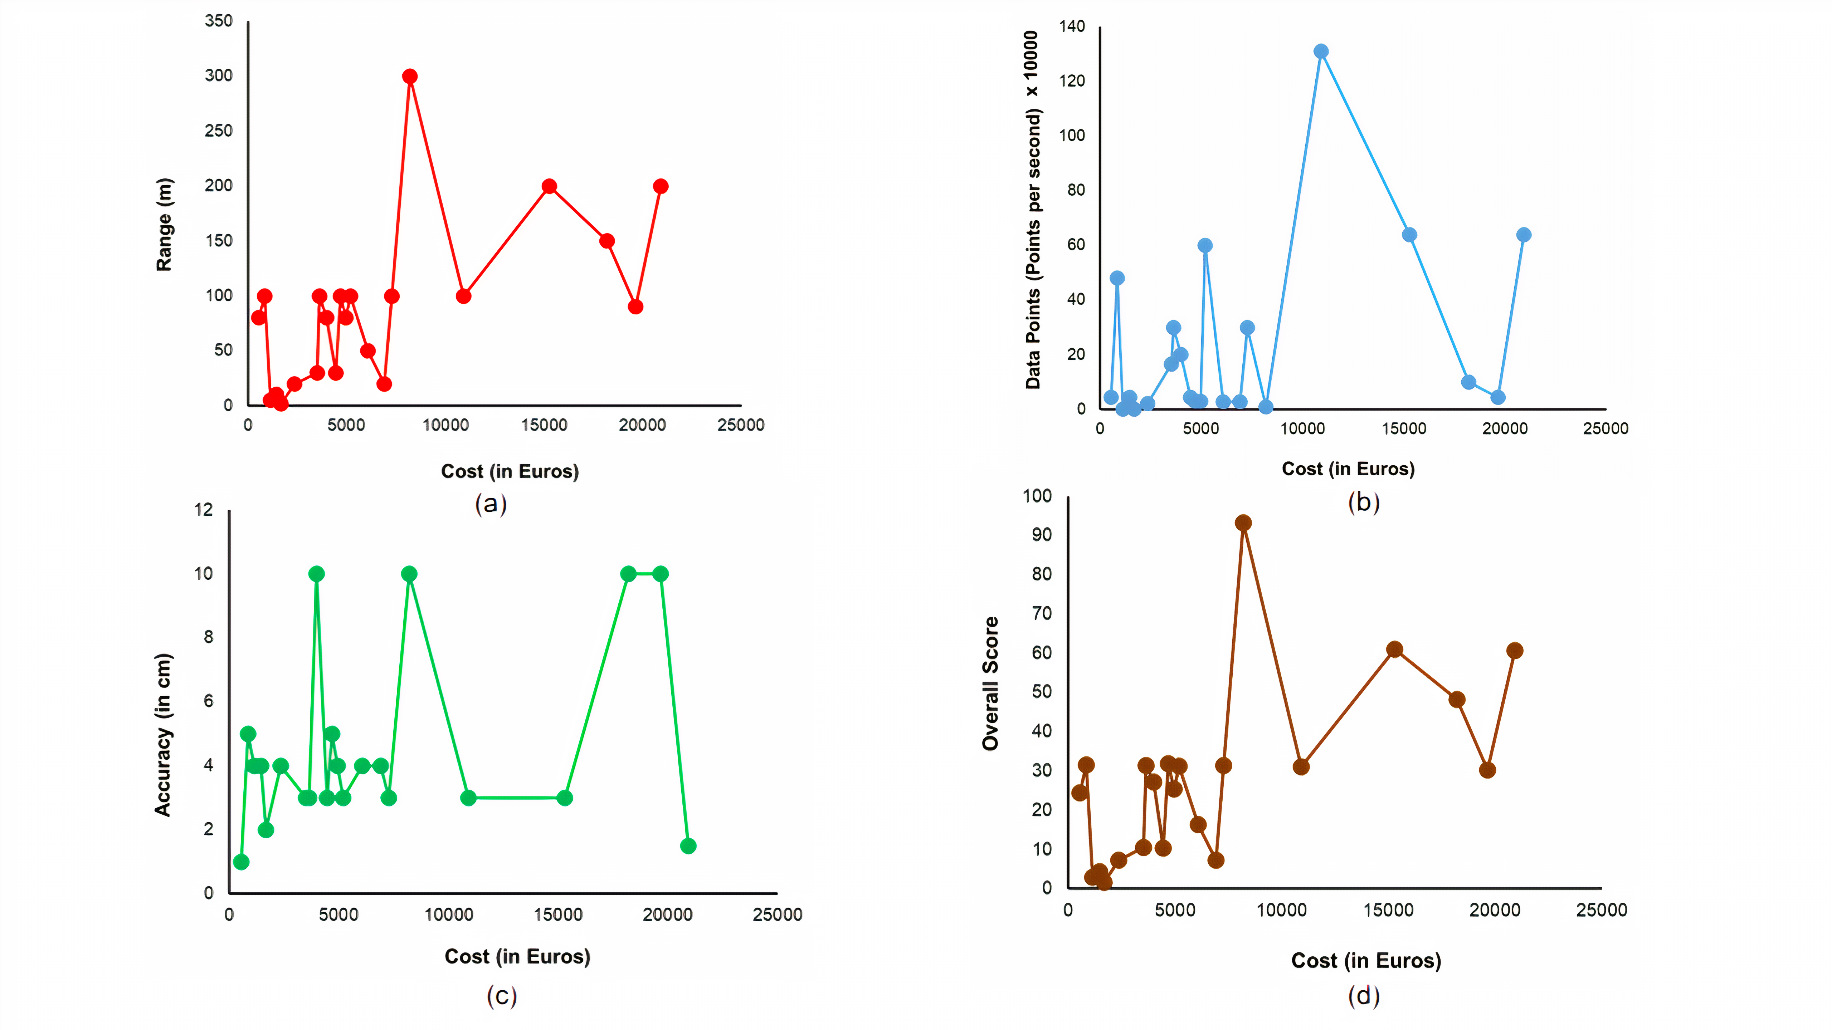 350
300
250
200
150
100
50
0
Range (m)
0 5000 10000 15000 20000 25000
Cost (in Euros)
(a)
140
120
100
80
60
40
20
0
Data Points (Points per second) x 10000
0 5000 10000 15000 20000 25000
Cost (in Euros)
(b)
12
10
8
6
4
2
0
Accuracy (in cm)
0 5000 10000 15000 20000 25000
Cost (in Euros)
(c)
100
90
80
70
60
50
40
30
20
10
0
Overall Score
0 5000 10000 15000 20000 25000
Cost (in Euros)
(d)